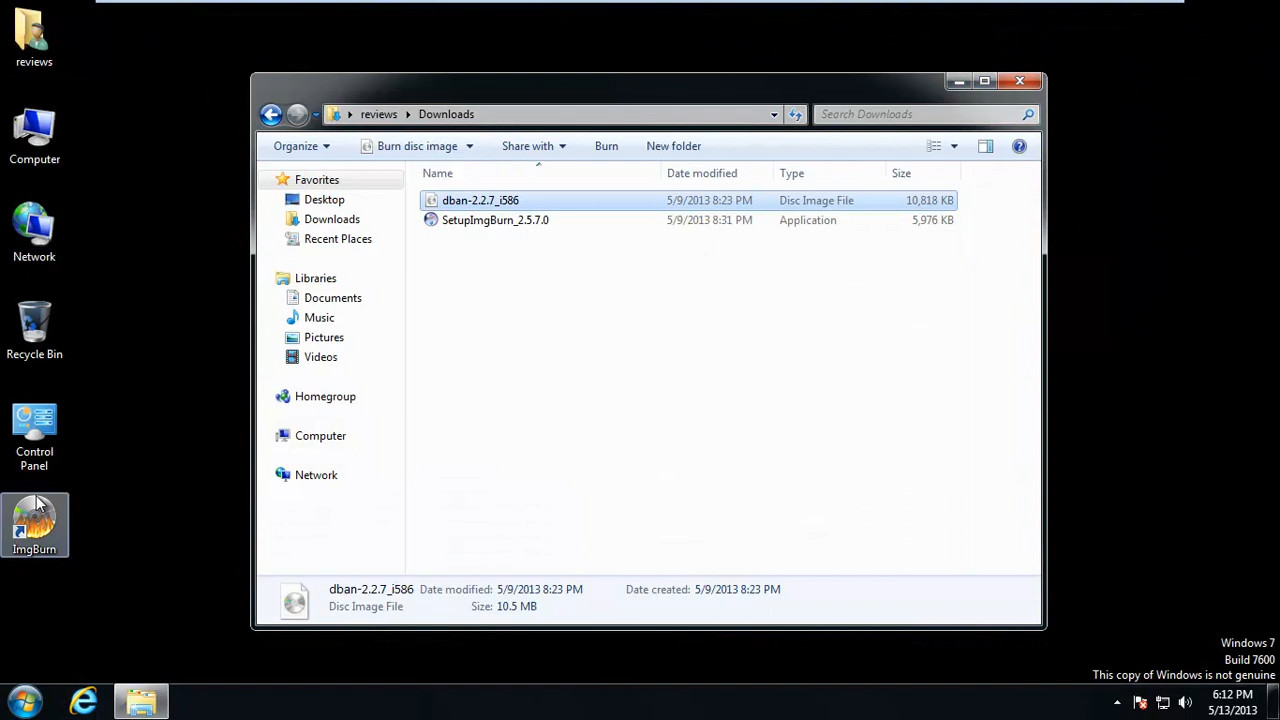 reviews
Computer
Network
Recycle Bin
Control
Panel
ImgBurn
reviews Downloads
Search Downloads
Organize Burn disc image Share with Burn New folder
Name Date modified Type Size
dban-2.2.7_i586 5/9/2013 8:23 PM Disc Image File 10,818 KB
SetupImgBurn_2.5.7.0 5/9/2013 8:31 PM Application 5,976 KB
Favorites
Desktop
Downloads
Recent Places
Libraries
Documents
Music
Pictures
Videos
Homegroup
Computer
Network
dban-2.2.7_i586 Date modified: 5/9/2013 8:23 PM Date created: 5/9/2013 8:23 PM
Disc Image File Size: 10.5 MB
Windows 7
Build 7600
This copy of Windows is not genuine
6:12 PM
5/13/2013